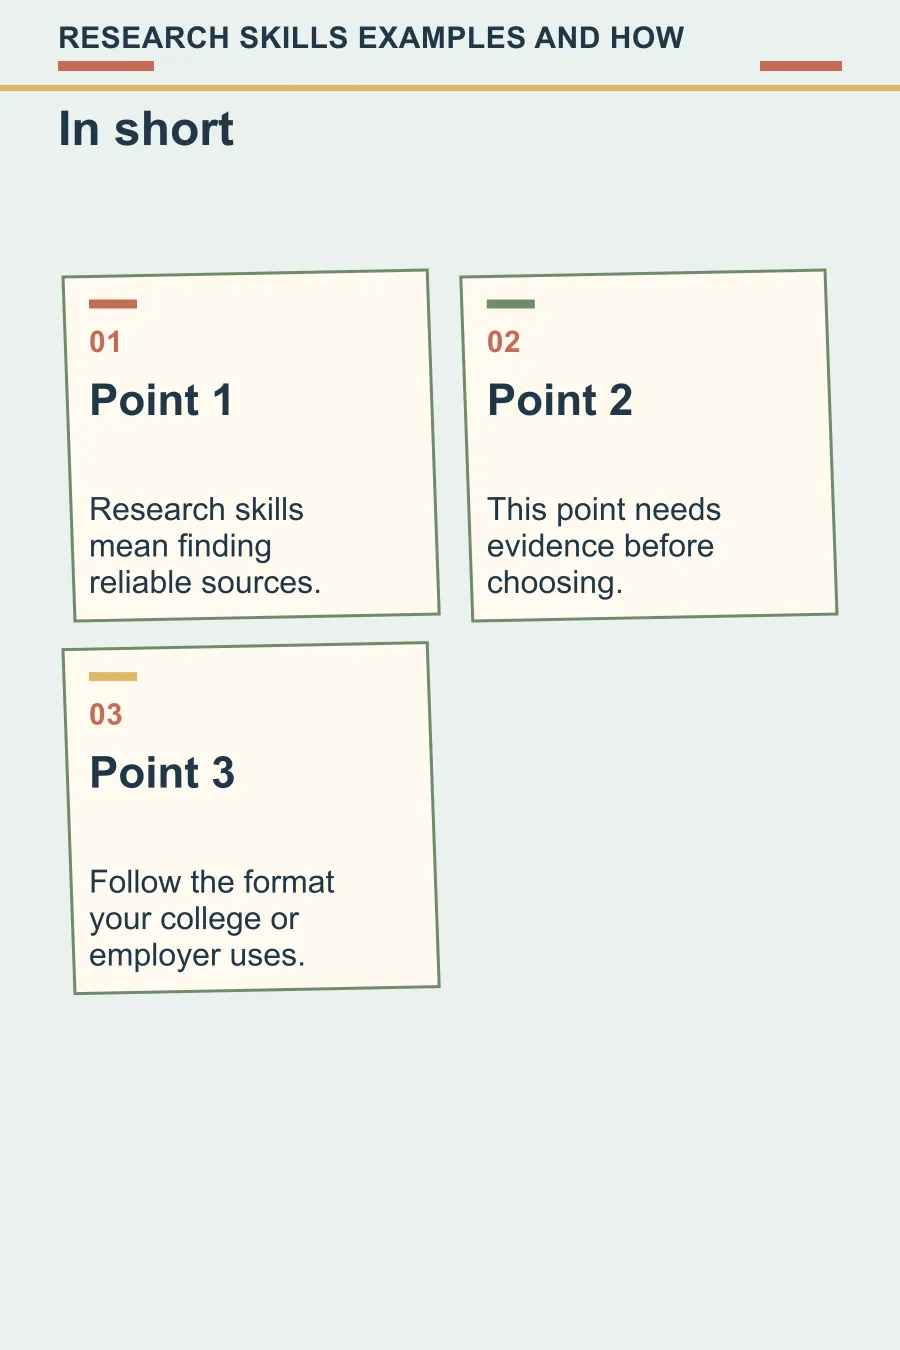 RESEARCH SKILLS EXAMPLES AND HOW
In short
01
Point 1
Research skills
mean finding
reliable sources.
02
Point 2
This point needs
evidence before
choosing.
03
Point 3
Follow the format
your college or
employer uses.